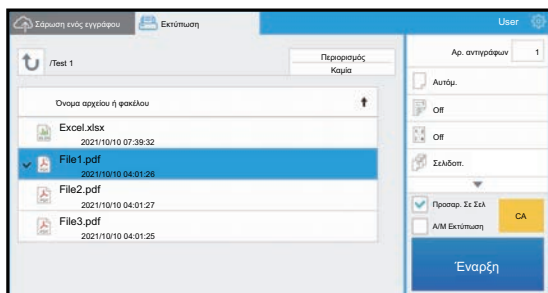 Σάρωση ενός εγγράφου
Εκτύπωση
User
/Test 1
Περιορισμός
Καμία
Αρ. αντιγράφων 1
Όνομα αρχείου ή φακέλου
Αυτόμ.
Excel.xlsx
2021/10/10 07:39:32
Off
File1.pdf
2021/10/10 04:01:26
Off
File2.pdf
2021/10/10 04:01:27
Σελιδοπ.
File3.pdf
2021/10/10 04:01:25
Προσαρ. Σε Σελ
Α/Μ Εκτύπωση
CA
Έναρξη